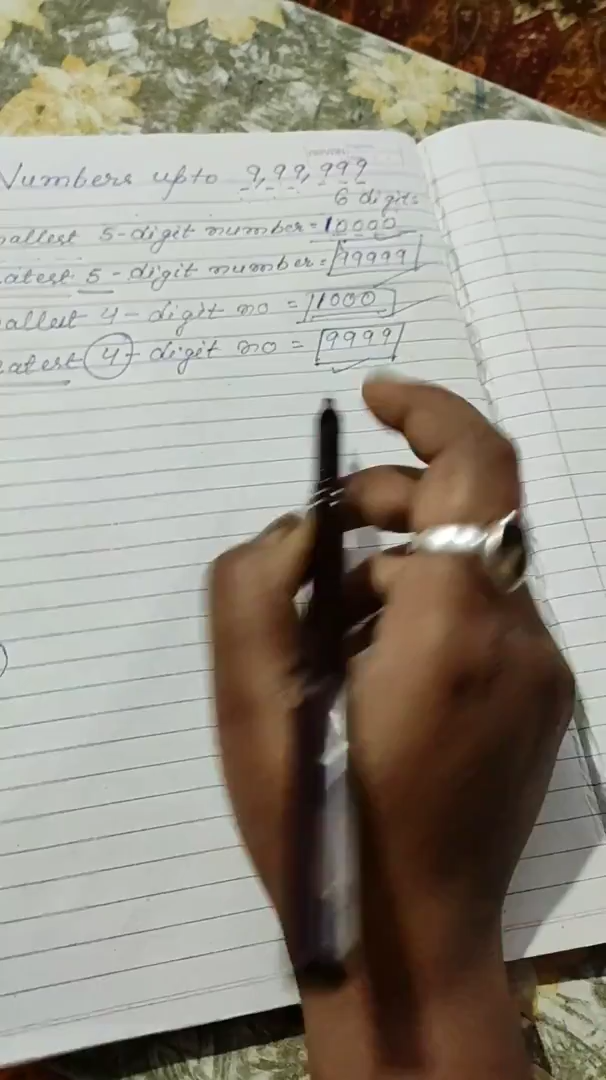 Numbers upto 9,99,999
6 digits
allest 5-digit number = 10000
atest 5-digit number = 99999
allest 4-digit no = 1000
eatest 4-digit no = 9999